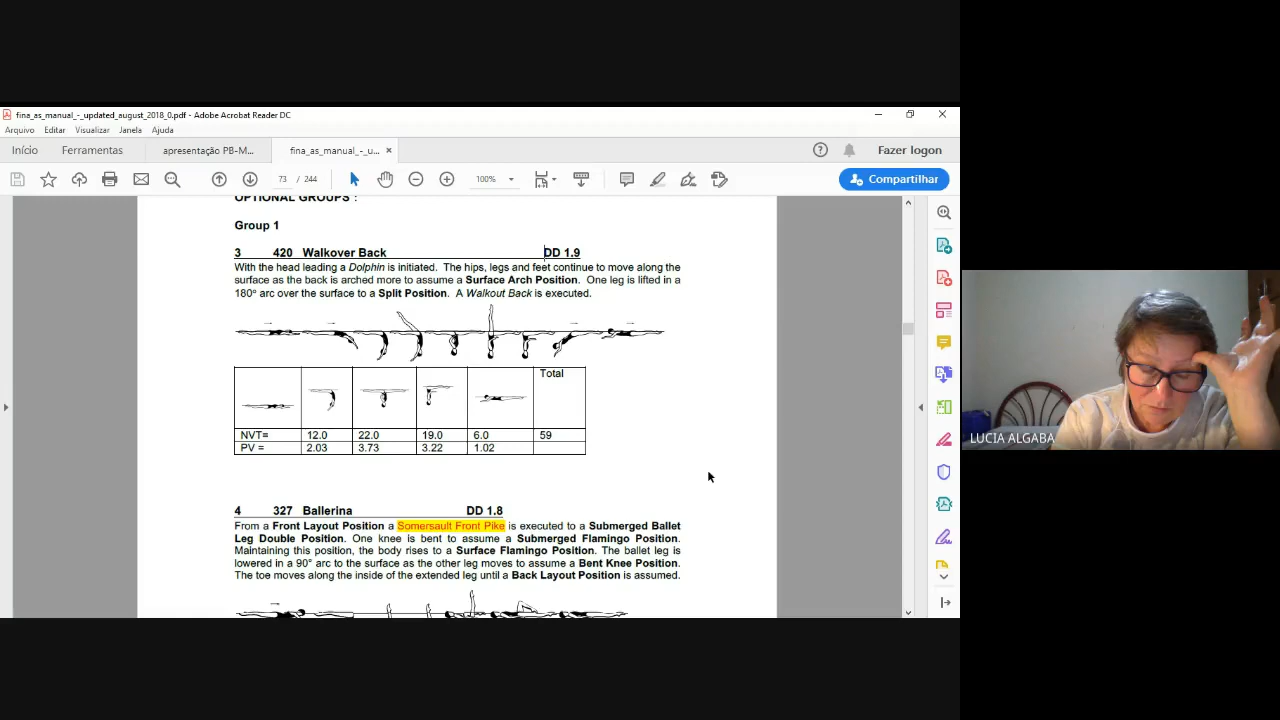 fina_as_manual_-_updated_august_2018_0.pdf - Adobe Acrobat Reader DC
Arquivo Editar Visualizar Janela Ajuda
Início Ferramentas apresentação PB-M... fina_as_manual_-_u... Fazer logon
73 / 244 100% Compartilhar
OPTIONAL GROUPS :
Group 1
3 420 Walkover Back DD 1.9
With the head leading a Dolphin is initiated. The hips, legs and feet continue to move along the
surface as the back is arched more to assume a Surface Arch Position. One leg is lifted in a
180° arc over the surface to a Split Position. A Walkout Back is executed.
Total
NVT= 12.0 22.0 19.0 6.0 59
PV = 2.03 3.73 3.22 1.02
4 327 Ballerina DD 1.8
From a Front Layout Position a Somersault Front Pike is executed to a Submerged Ballet
Leg Double Position. One knee is bent to assume a Submerged Flamingo Position.
Maintaining this position, the body rises to a Surface Flamingo Position. The ballet leg is
lowered in a 90° arc to the surface as the other leg moves to assume a Bent Knee Position.
The toe moves along the inside of the extended leg until a Back Layout Position is assumed.
LUCIA ALGABA